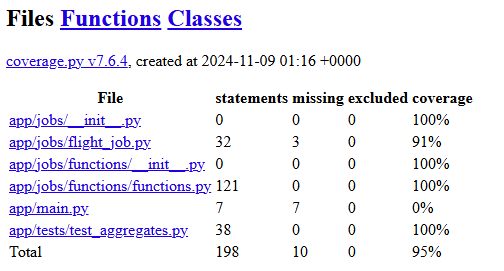 Files Functions Classes
coverage.py v7.6.4, created at 2024-11-09 01:16 +0000
File statements missing excluded coverage
app/jobs/__init__.py 0 0 0 100%
app/jobs/flight_job.py 32 3 0 91%
app/jobs/functions/__init__.py 0 0 0 100%
app/jobs/functions/functions.py 121 0 0 100%
app/main.py 7 7 0 0%
app/tests/test_aggregates.py 38 0 0 100%
Total 198 10 0 95%